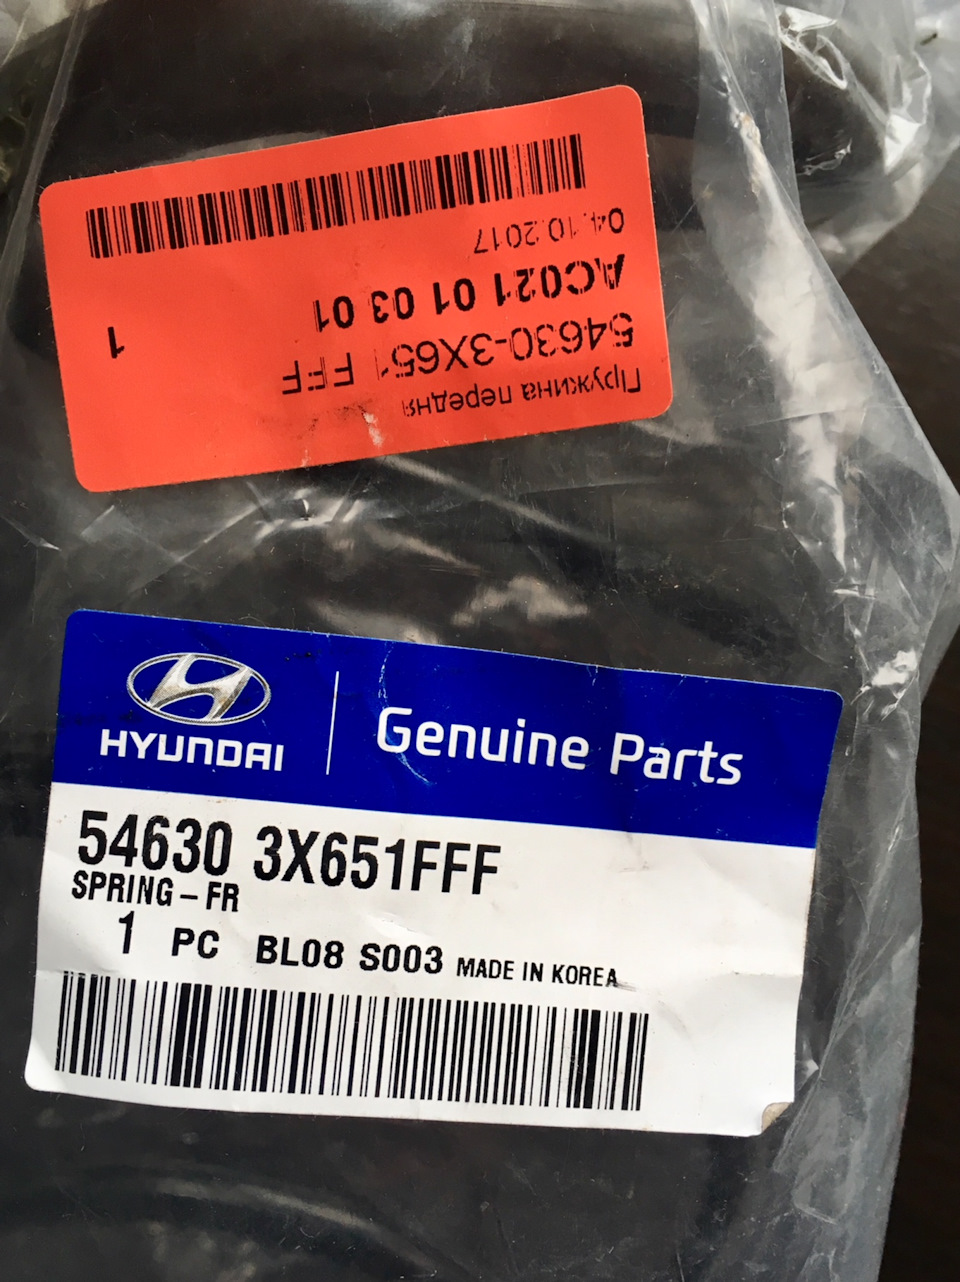 Пружина передня
54630-3X651 FFF
AC021 01 03 01
1
04.10.2017
HYUNDAI
Genuine Parts
54630 3X651FFF
SPRING-FR
1 PC BL08 S003 MADE IN KOREA